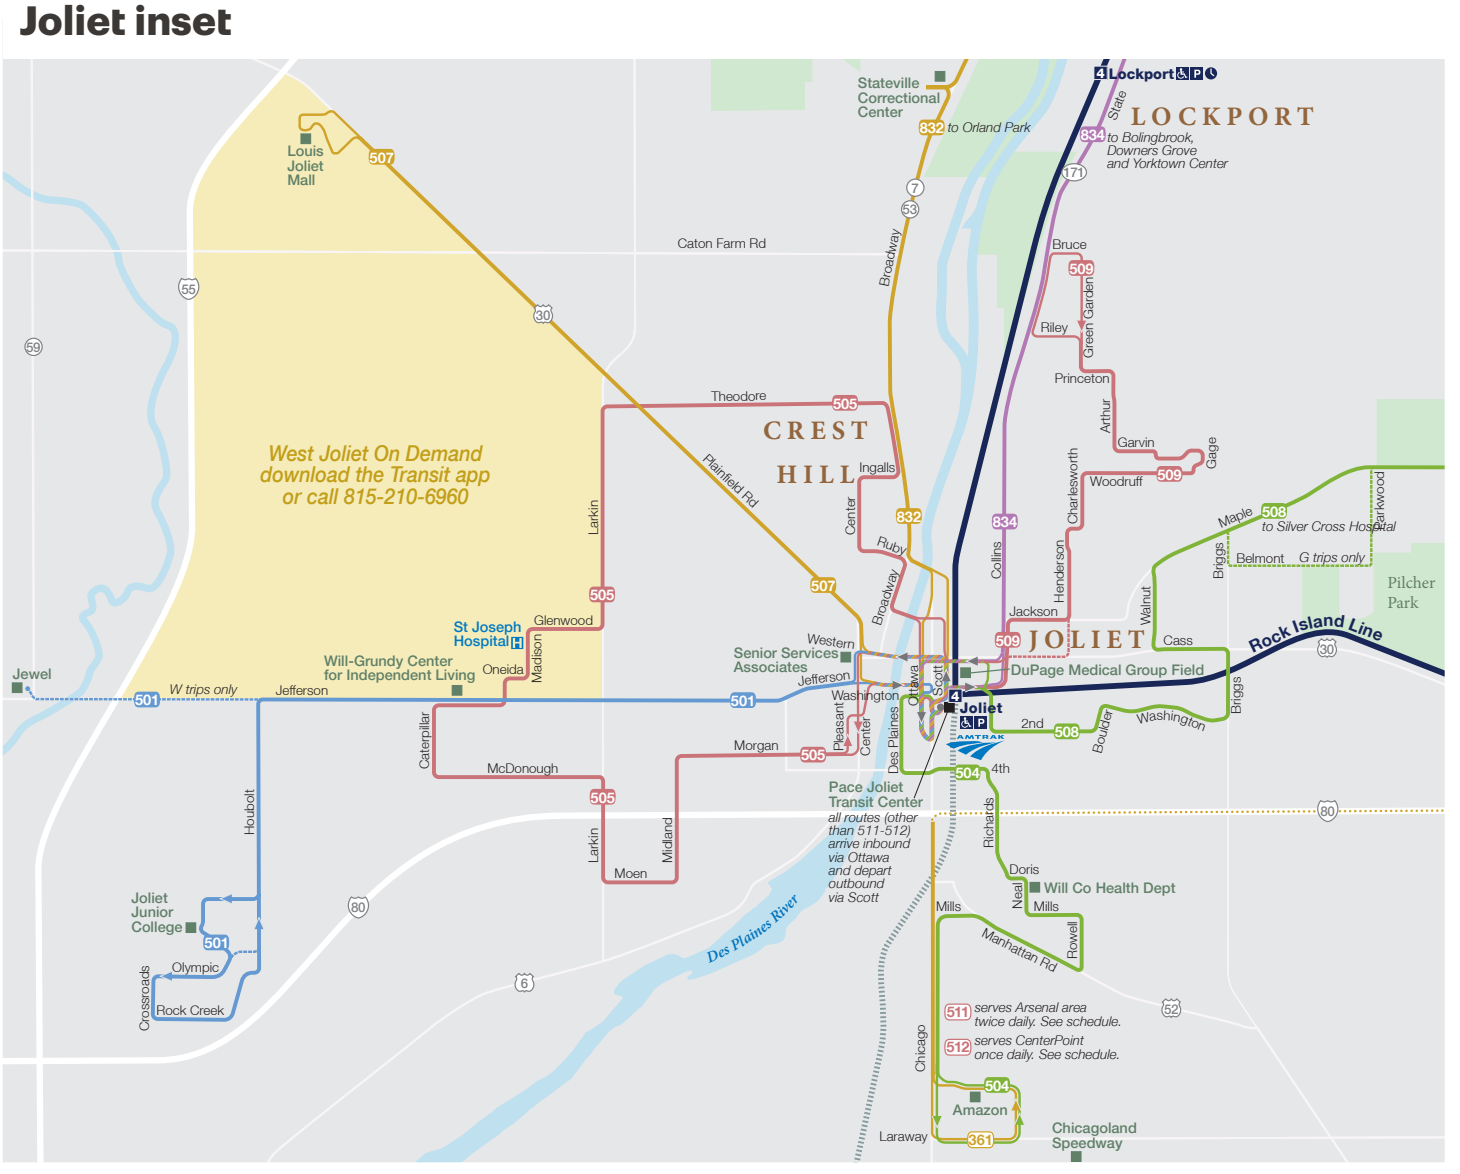 Joliet inset
Stateville
Correctional
Center
4 Lockport P
State
LOCKPORT
832 to Orland Park
834 to Bolingbrook,
Downers Grove
and Yorktown Center
171
Louis
Joliet
Mall
507
7
53
Caton Farm Rd
Broadway
Bruce
509
Green Garden
55
30
59
Riley
Princeton
Theodore
505
Arthur
CREST
HILL
Garvin
Gage
West Joliet On Demand
download the Transit app
or call 815-210-6960
Plainfield Rd
Ingalls
Charlesworth
Woodruff
509
Larkin
Center
832
834
Maple
508
to Silver Cross Hospital
Parkwood
Ruby
Collins
Henderson
Briggs
Belmont
G trips only
Pilcher
Park
505
507
Broadway
Walnut
Glenwood
St Joseph
Hospital H
Madison
Jackson
509
JOLIET
Cass
Rock Island Line
30
Western
Senior Services
Associates
Will-Grundy Center
for Independent Living
Oneida
DuPage Medical Group Field
Jewel
501
W trips only
Jefferson
501
Jefferson
Washington
Ottawa
Scott
4
Joliet
P
AMTRAK
Briggs
Caterpillar
Pleasant
Center
Des Plaines
2nd
508
Boulder
Washington
Morgan
505
McDonough
504
4th
Pace Joliet
Transit Center
all routes (other
than 511-512)
arrive inbound
via Ottawa
and depart
outbound
via Scott
505
Houbolt
Larkin
Midland
Richards
80
Moen
Doris
Neal
Will Co Health Dept
Joliet
Junior
College
80
Mills
Mills
Rowell
Manhattan Rd
501
Des Plaines River
Olympic
6
Crossroads
Rock Creek
511 serves Arsenal area
twice daily. See schedule.
52
512 serves CenterPoint
once daily. See schedule.
Chicago
504
Amazon
Laraway
361
Chicagoland
Speedway